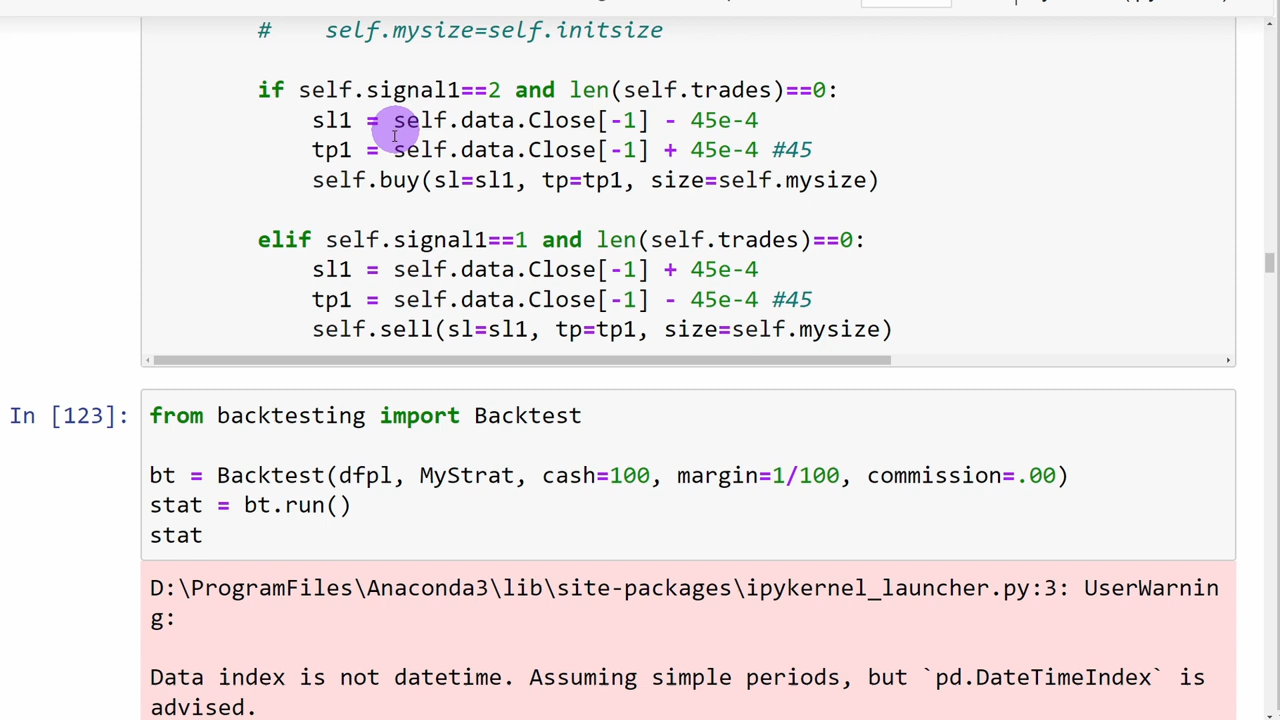 #    self.mysize=self.initsize
if self.signal1==2 and len(self.trades)==0:
sl1 = self.data.Close[-1] - 45e-4
tp1 = self.data.Close[-1] + 45e-4 #45
self.buy(sl=sl1, tp=tp1, size=self.mysize)
elif self.signal1==1 and len(self.trades)==0:
sl1 = self.data.Close[-1] + 45e-4
tp1 = self.data.Close[-1] - 45e-4 #45
self.sell(sl=sl1, tp=tp1, size=self.mysize)
In [123]:
from backtesting import Backtest
bt = Backtest(dfpl, MyStrat, cash=100, margin=1/100, commission=.00)
stat = bt.run()
stat
D:\ProgramFiles\Anaconda3\lib\site-packages\ipykernel_launcher.py:3: UserWarnin
g:
Data index is not datetime. Assuming simple periods, but `pd.DateTimeIndex` is
advised.